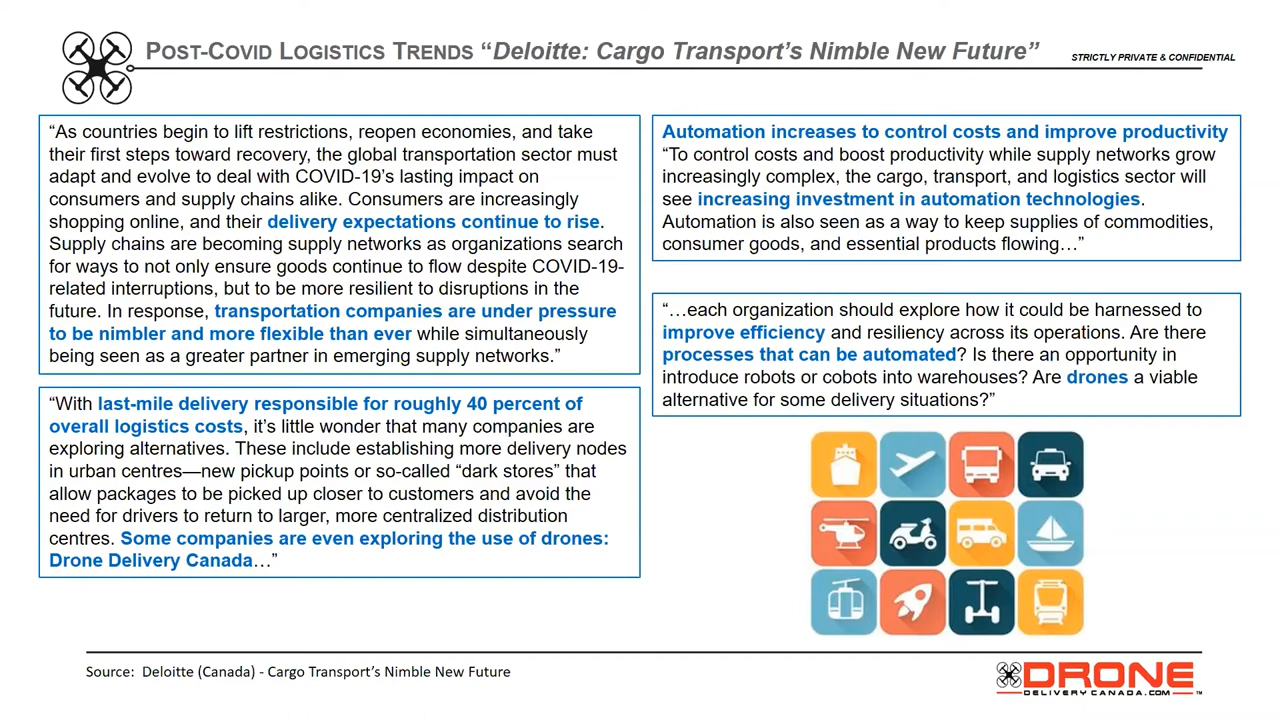 POST-COVID LOGISTICS TRENDS “Deloitte: Cargo Transport’s Nimble New Future”
STRICTLY PRIVATE & CONFIDENTIAL
“As countries begin to lift restrictions, reopen economies, and take
their first steps toward recovery, the global transportation sector must
adapt and evolve to deal with COVID-19’s lasting impact on
consumers and supply chains alike. Consumers are increasingly
shopping online, and their delivery expectations continue to rise.
Supply chains are becoming supply networks as organizations search
for ways to not only ensure goods continue to flow despite COVID-19-
related interruptions, but to be more resilient to disruptions in the
future. In response, transportation companies are under pressure
to be nimbler and more flexible than ever while simultaneously
being seen as a greater partner in emerging supply networks.”
“With last-mile delivery responsible for roughly 40 percent of
overall logistics costs, it’s little wonder that many companies are
exploring alternatives. These include establishing more delivery nodes
in urban centres—new pickup points or so-called “dark stores” that
allow packages to be picked up closer to customers and avoid the
need for drivers to return to larger, more centralized distribution
centres. Some companies are even exploring the use of drones:
Drone Delivery Canada…”
Automation increases to control costs and improve productivity
“To control costs and boost productivity while supply networks grow
increasingly complex, the cargo, transport, and logistics sector will
see increasing investment in automation technologies.
Automation is also seen as a way to keep supplies of commodities,
consumer goods, and essential products flowing…”
“…each organization should explore how it could be harnessed to
improve efficiency and resiliency across its operations. Are there
processes that can be automated? Is there an opportunity in
introduce robots or cobots into warehouses? Are drones a viable
alternative for some delivery situations?”
Source: Deloitte (Canada) - Cargo Transport’s Nimble New Future
DRONE
DELIVERYCANADA.COM ™